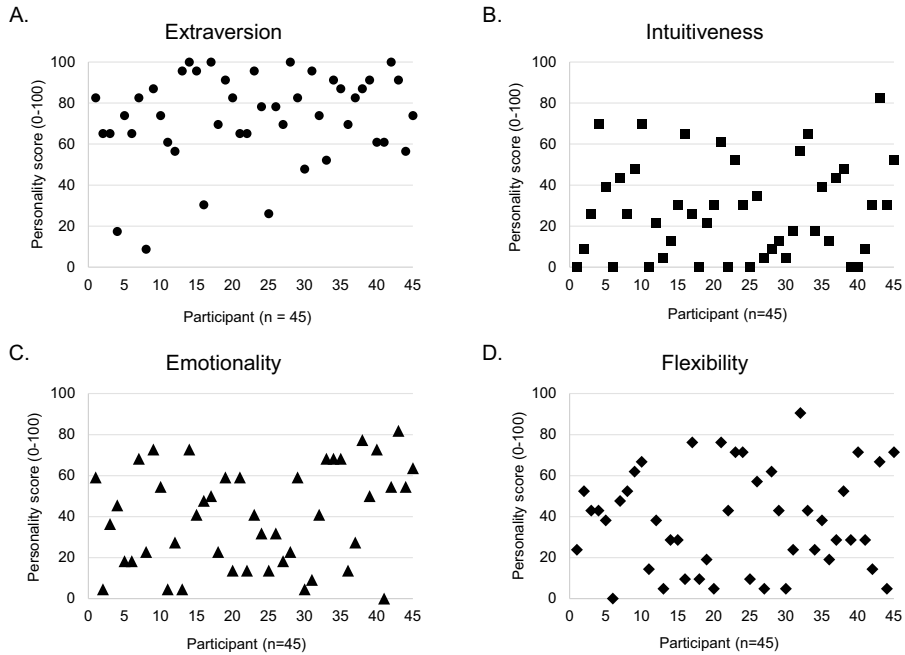 A.
Extraversion
Personality score (0-100)
100
80
60
40
20
0
0 5 10 15 20 25 30 35 40 45
Participant (n = 45)
B.
Intuitiveness
Personality score (0-100)
100
80
60
40
20
0
0 5 10 15 20 25 30 35 40 45
Participant (n=45)
C.
Emotionality
Personality score (0-100)
100
80
60
40
20
0
0 5 10 15 20 25 30 35 40 45
Participant (n=45)
D.
Flexibility
Personality score (0-100)
100
80
60
40
20
0
0 5 10 15 20 25 30 35 40 45
Participant (n=45)